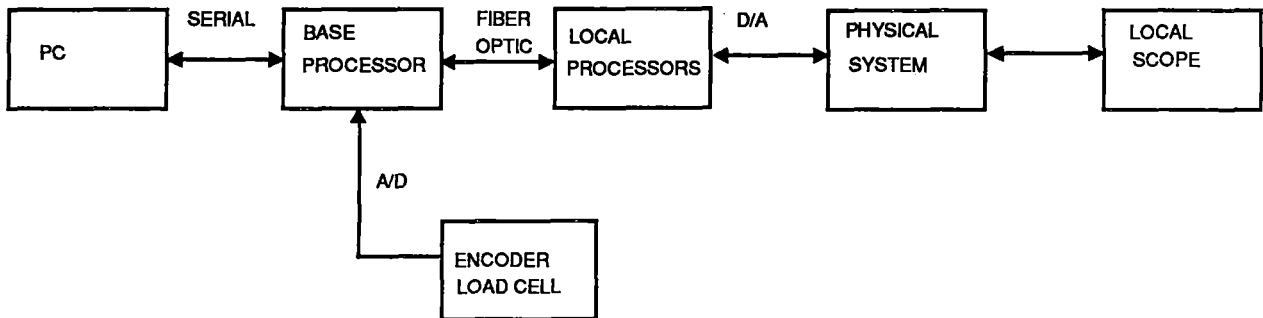 SERIAL
FIBER
OPTIC
D/A
PC
BASE
PROCESSOR
LOCAL
PROCESSORS
PHYSICAL
SYSTEM
LOCAL
SCOPE
A/D
ENCODER
LOAD CELL